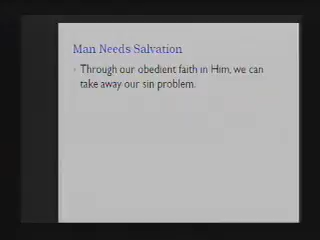 Man Needs Salvation
Through our obedient faith in Him, we can
take away our sin problem.